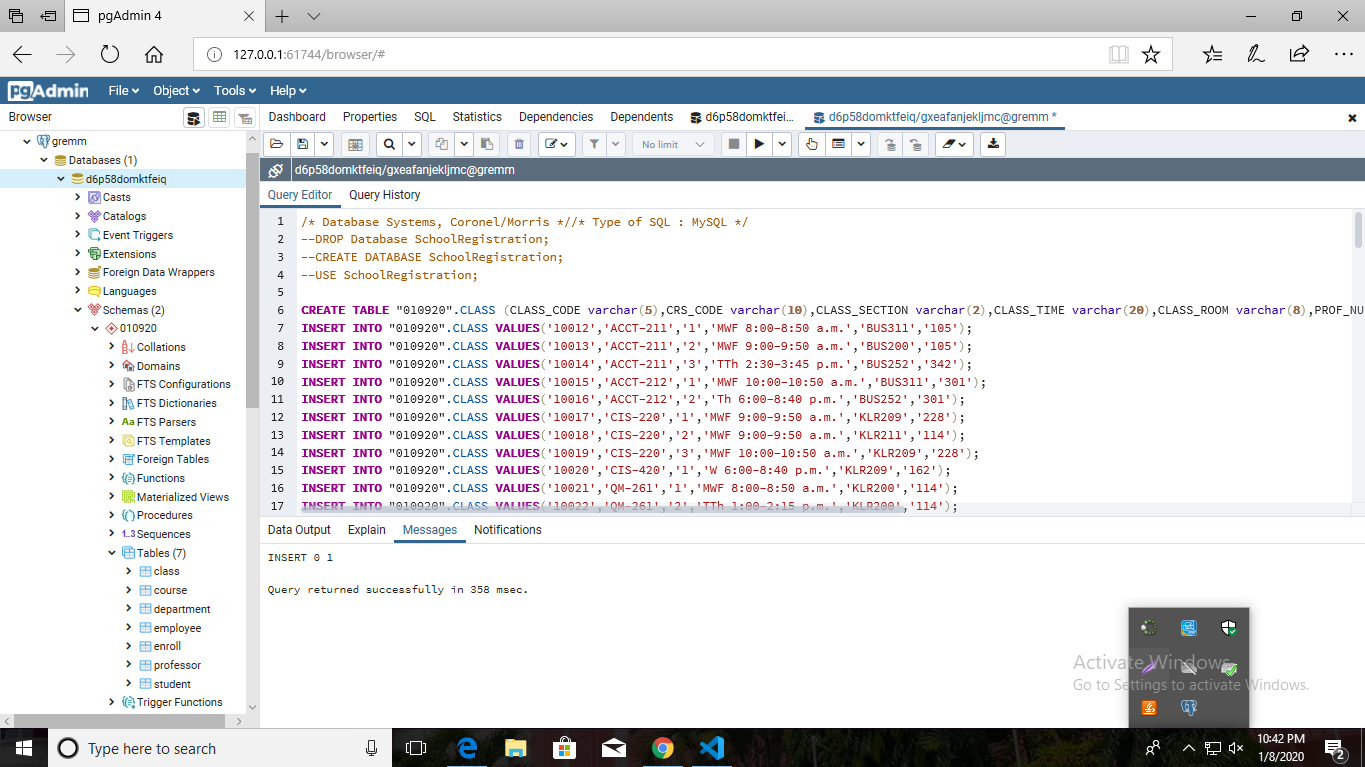 pgAdmin 4
127.0.0.1:61744/browser/#
pgAdmin File Object Tools Help
Browser
Dashboard Properties SQL Statistics Dependencies Dependents d6p58domktfei... d6p58domktfeiq/gxeafanjekljmc@gremm *
No limit
d6p58domktfeiq/gxeafanjekljmc@gremm
Query Editor Query History
gremm
Databases (1)
d6p58domktfeiq
Casts
Catalogs
Event Triggers
Extensions
Foreign Data Wrappers
Languages
Schemas (2)
010920
Collations
Domains
FTS Configurations
FTS Dictionaries
Aa FTS Parsers
FTS Templates
Foreign Tables
Functions
Materialized Views
Procedures
1..3 Sequences
Tables (7)
class
course
department
employee
enroll
professor
student
Trigger Functions
1 /* Database Systems, Coronel/Morris *//* Type of SQL : MySQL */
2 --DROP Database SchoolRegistration;
3 --CREATE DATABASE SchoolRegistration;
4 --USE SchoolRegistration;
5
6 CREATE TABLE "010920".CLASS (CLASS_CODE varchar(5),CRS_CODE varchar(10),CLASS_SECTION varchar(2),CLASS_TIME varchar(20),CLASS_ROOM varchar(8),PROF_NU
7 INSERT INTO "010920".CLASS VALUES('10012','ACCT-211','1','MWF 8:00-8:50 a.m.','BUS311','105');
8 INSERT INTO "010920".CLASS VALUES('10013','ACCT-211','2','MWF 9:00-9:50 a.m.','BUS200','105');
9 INSERT INTO "010920".CLASS VALUES('10014','ACCT-211','3','TTh 2:30-3:45 p.m.','BUS252','342');
10 INSERT INTO "010920".CLASS VALUES('10015','ACCT-212','1','MWF 10:00-10:50 a.m.','BUS311','301');
11 INSERT INTO "010920".CLASS VALUES('10016','ACCT-212','2','Th 6:00-8:40 p.m.','BUS252','301');
12 INSERT INTO "010920".CLASS VALUES('10017','CIS-220','1','MWF 9:00-9:50 a.m.','KLR209','228');
13 INSERT INTO "010920".CLASS VALUES('10018','CIS-220','2','MWF 9:00-9:50 a.m.','KLR211','114');
14 INSERT INTO "010920".CLASS VALUES('10019','CIS-220','3','MWF 10:00-10:50 a.m.','KLR209','228');
15 INSERT INTO "010920".CLASS VALUES('10020','CIS-420','1','W 6:00-8:40 p.m.','KLR209','162');
16 INSERT INTO "010920".CLASS VALUES('10021','QM-261','1','MWF 8:00-8:50 a.m.','KLR200','114');
17 INSERT INTO "010920".CLASS VALUES('10022','QM-261','2','TTh 1:00-2:15 p.m.','KLR200','114');
Data Output Explain Messages Notifications
INSERT 0 1
Query returned successfully in 358 msec.
Activate Windows
Go to Settings to activate Windows.
Type here to search
10:42 PM
1/8/2020
2